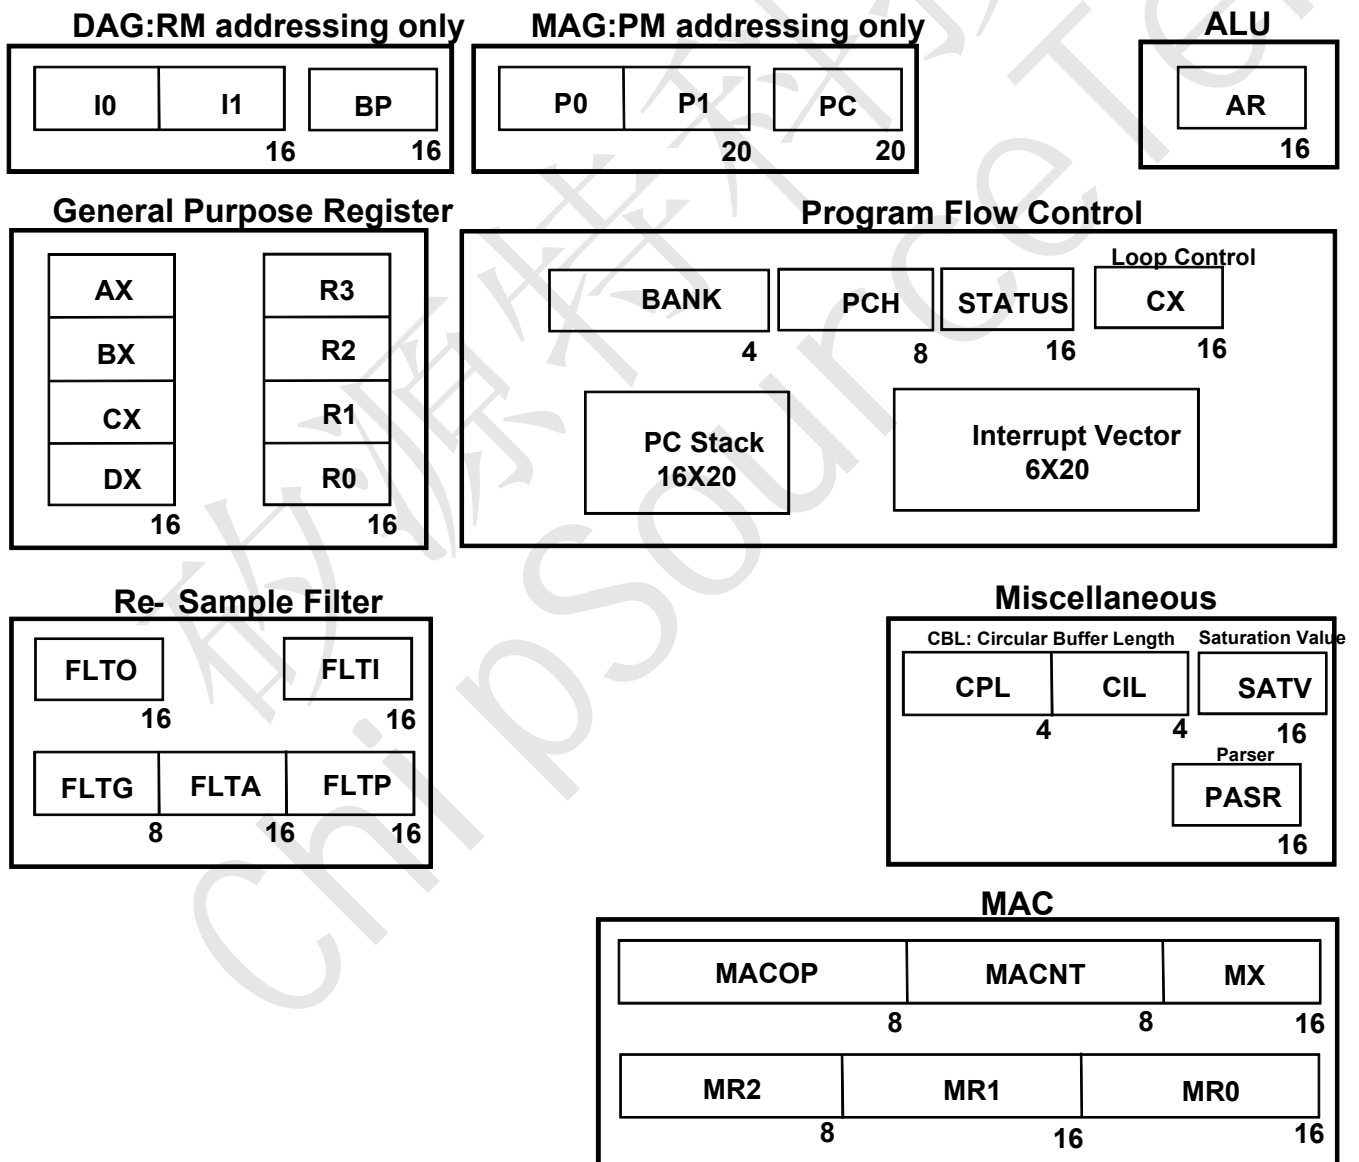 DAG:RM addressing only
MAG:PM addressing only
ALU
I0 I1 BP
16 16
P0 P1 PC
20 20
AR
16
General Purpose Register
AX R3
BX R2
CX R1
DX R0
16 16
Program Flow Control
Loop Control
BANK PCH STATUS CX
4 8 16 16
PC Stack
16X20
Interrupt Vector
6X20
Re- Sample Filter
FLTO FLTI
16 16
FLTG FLTA FLTP
8 16 16
Miscellaneous
CBL: Circular Buffer Length Saturation Value
CPL CIL SATV
4 4 16
Parser
PASR
16
MAC
MACOP MACNT MX
8 8 16
MR2 MR1 MR0
8 16 16
矽源特科
ChipSourceTe